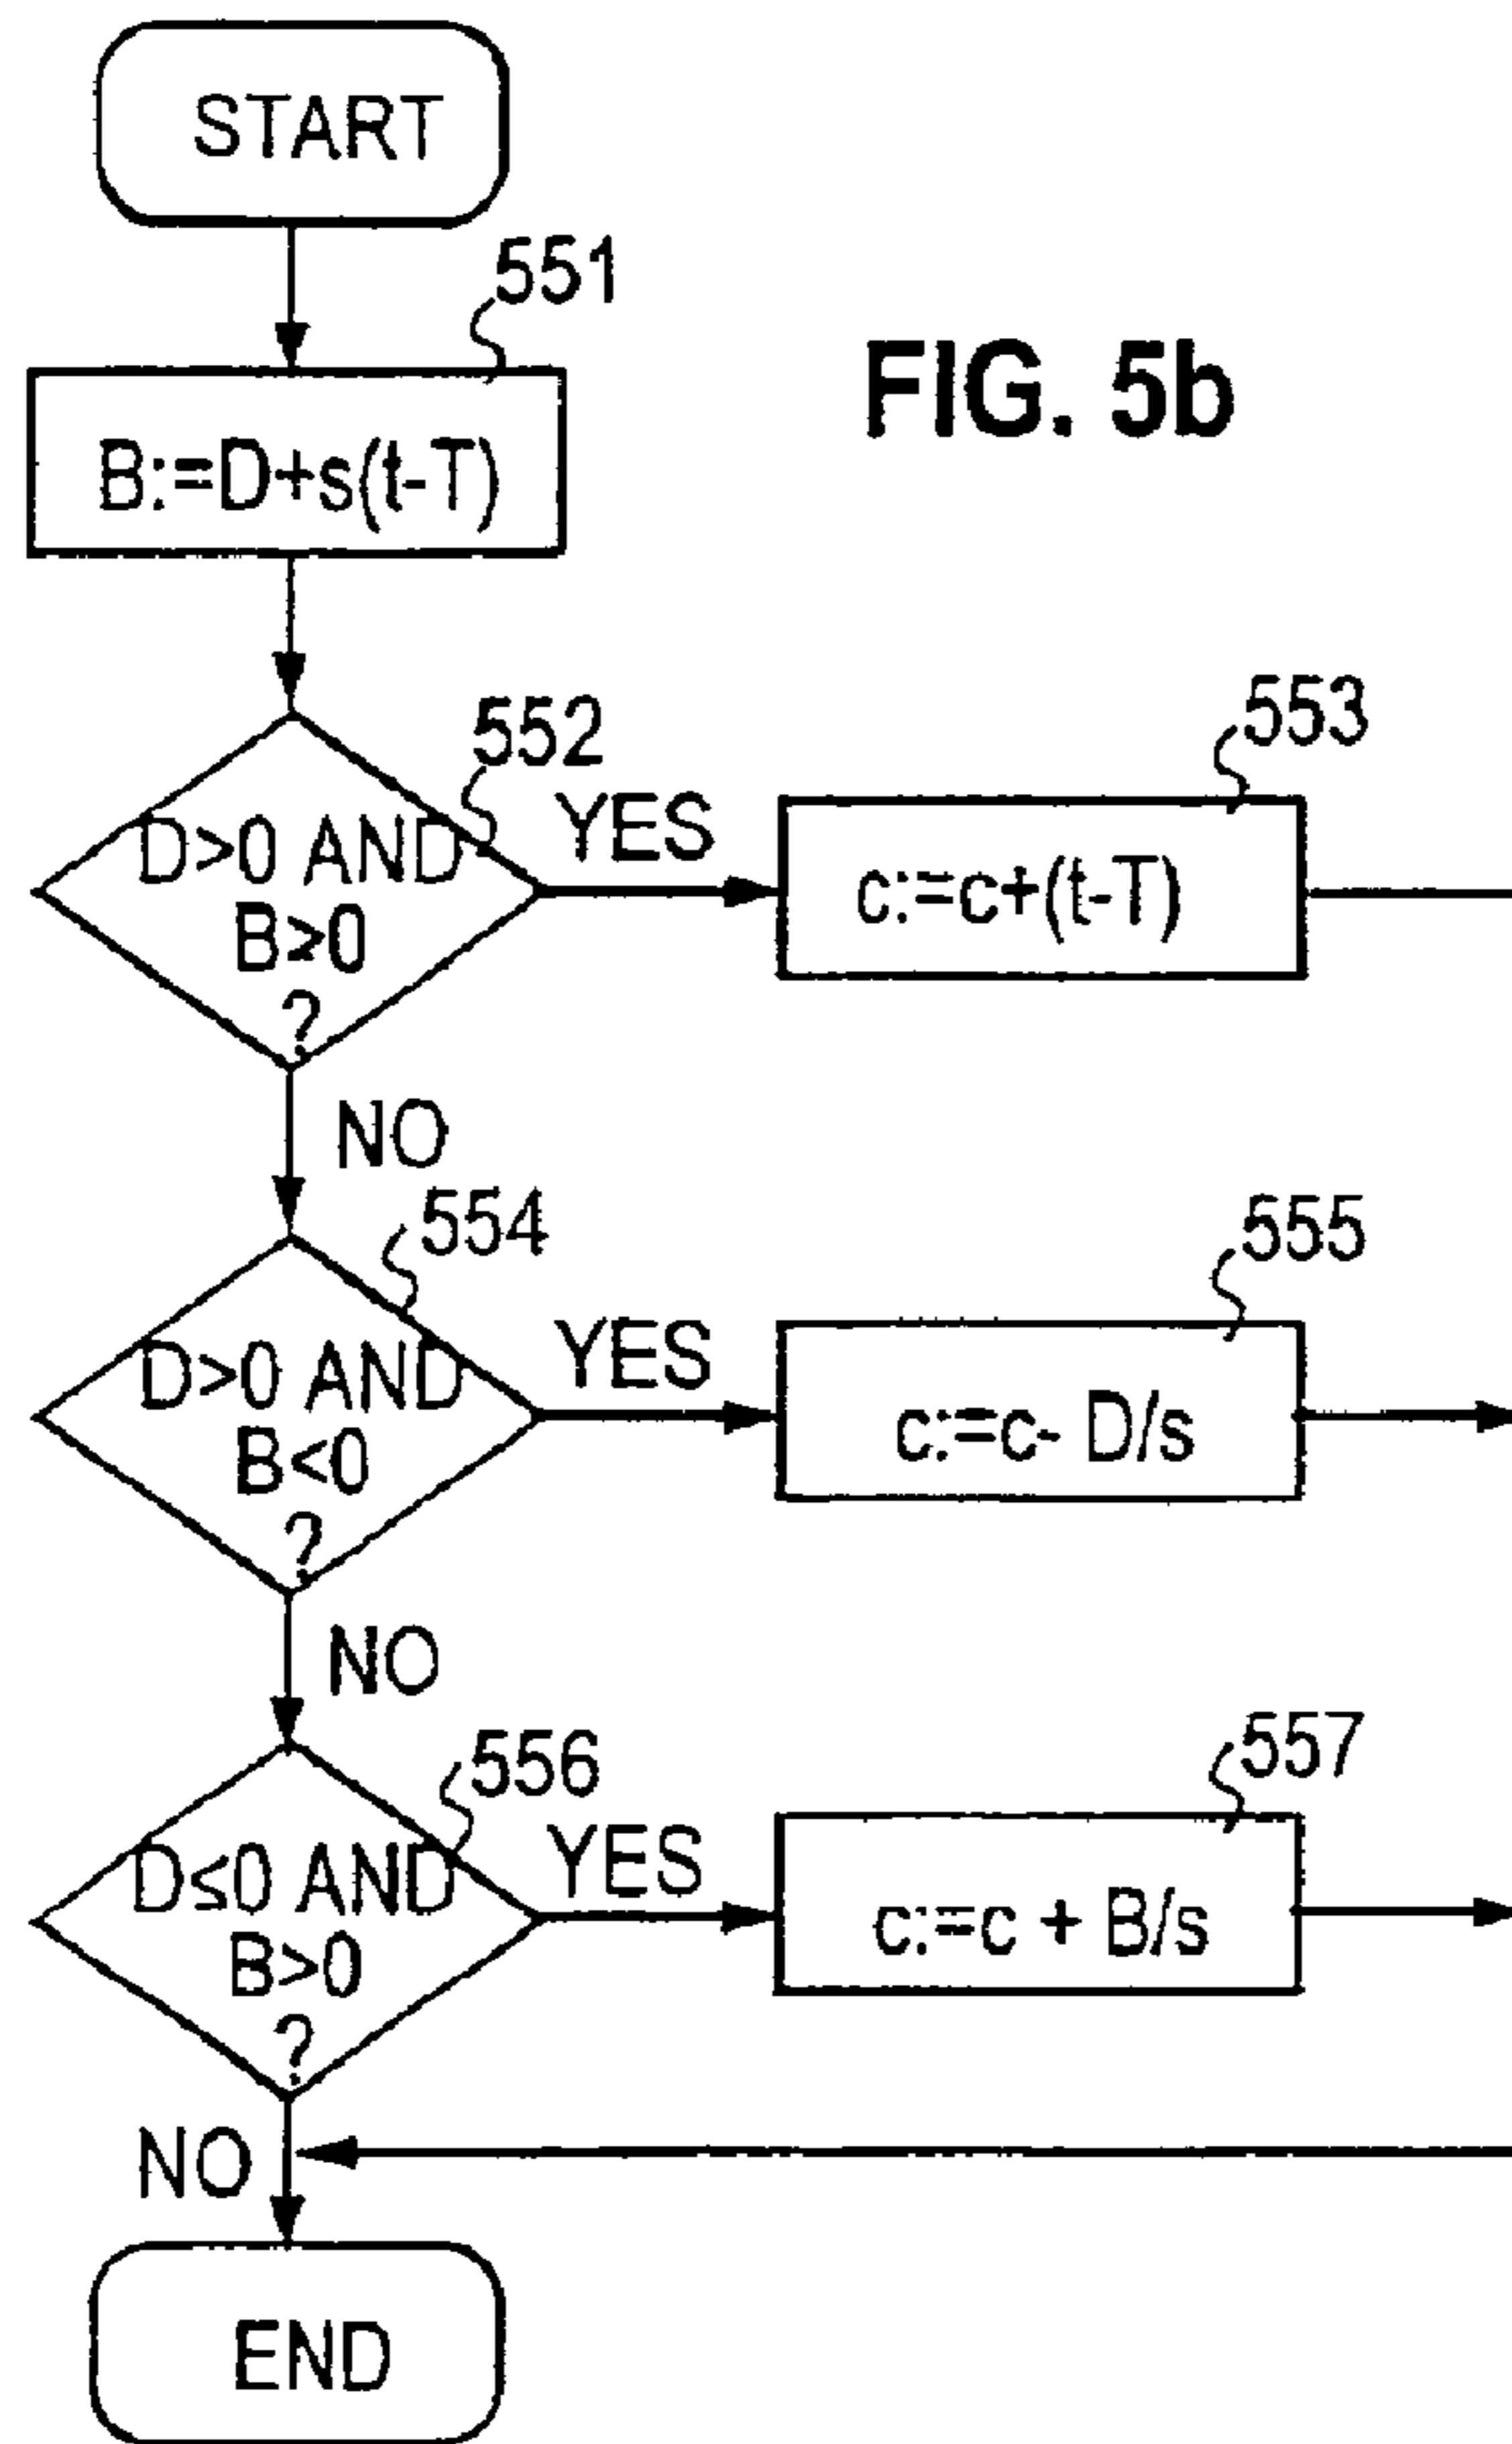 START
551
FIG. 5b
B:=D+s(t-T)
552
553
YES
D>0 AND
B≥0
?
c:=c+(t-T)
NO
554
555
YES
D>0 AND
B<0
?
c:=c- D/s
NO
556
557
YES
D≤0 AND
B>0
?
c:=c + B/s
NO
END